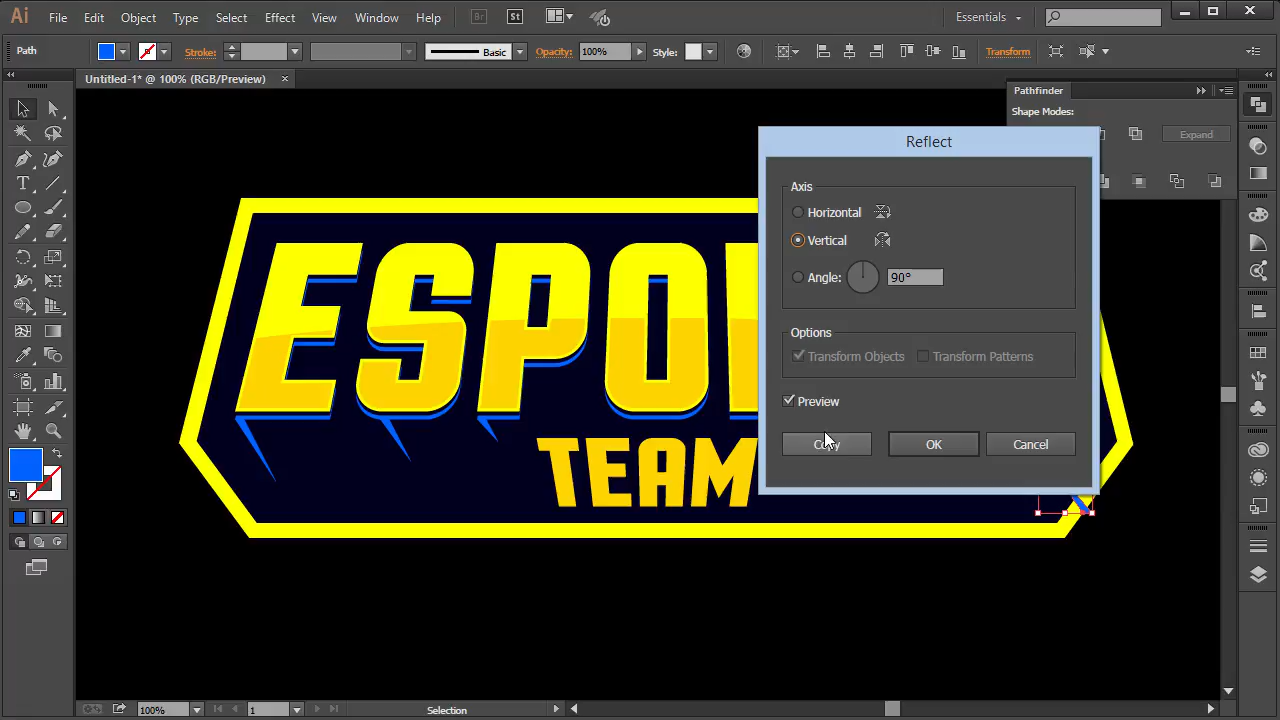 Ai File Edit Object Type Select Effect View Window Help Br St Essentials
Path Stroke: Basic Opacity: 100% Style: Transform
Untitled-1* @ 100% (RGB/Preview) ×
Pathfinder
Shape Modes:
Expand
Reflect
Axis
Horizontal
Vertical
Angle: 90°
Options
Transform Objects Transform Patterns
Preview
Copy OK Cancel
ESPO
TEAM
T
100% 1 Selection